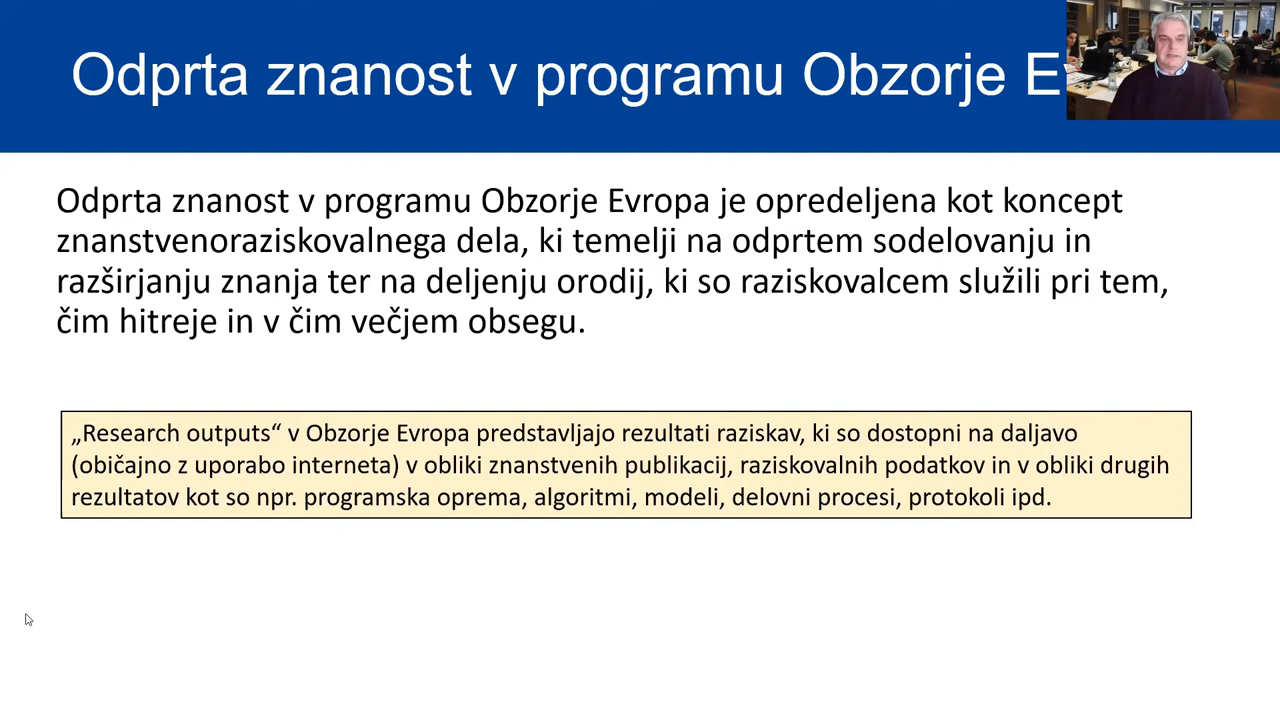 Odprta znanost v programu Obzorje
Odprta znanost v programu Obzorje Evropa je opredeljena kot koncept
znanstvenoraziskovalnega dela, ki temelji na odprtem sodelovanju in
razširjanju znanja ter na deljenju orodij, ki so raziskovalcem služili pri tem,
čim hitreje in v čim večjem obsegu.
„Research outputs“ v Obzorje Evropa predstavljajo rezultati raziskav, ki so dostopni na daljavo
(običajno z uporabo interneta) v obliki znanstvenih publikacij, raziskovalnih podatkov in v obliki drugih
rezultatov kot so npr. programska oprema, algoritmi, modeli, delovni procesi, protokoli ipd.